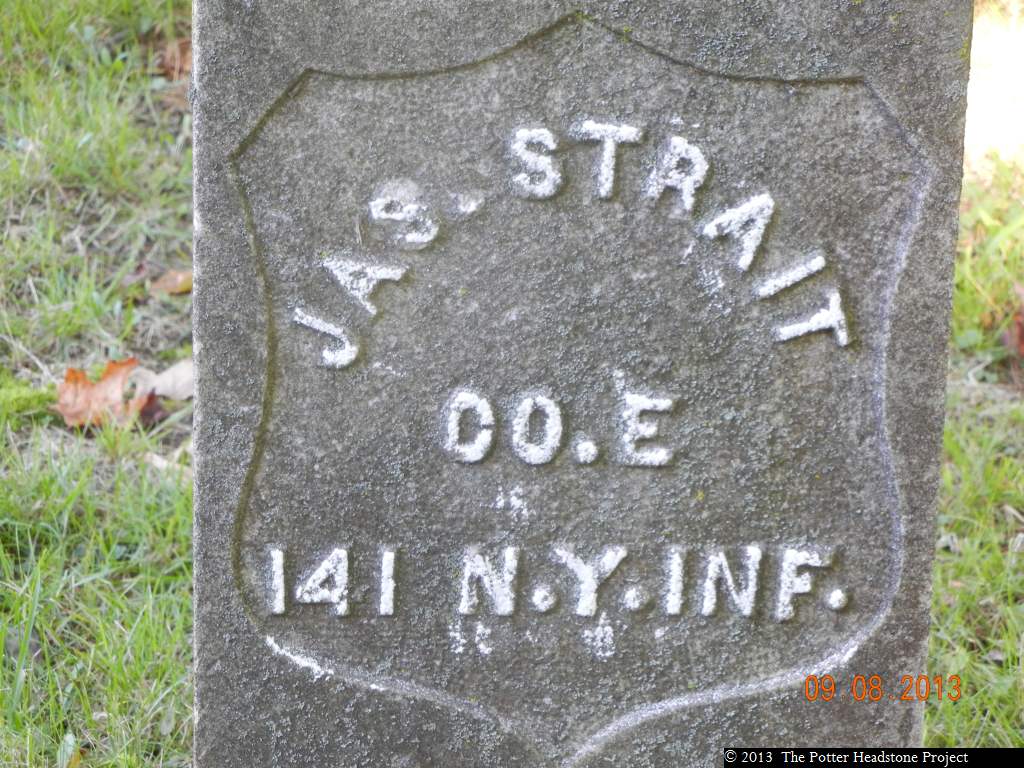 JAS. STRAIT
CO. E
141 N.Y. INF.
09 08 2013
© 2013 The Potter Headstone Project